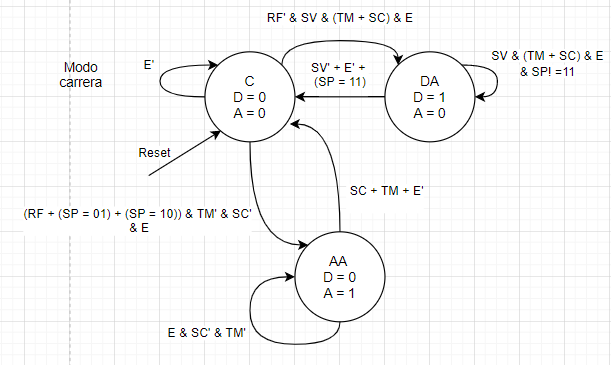 RF' & SV & (TM + SC) & E
Modo
carrera
E'
C
D = 0
A = 0
SV' + E' +
(SP = 11)
DA
D = 1
A = 0
SV & (TM + SC) & E
& SP! =11
Reset
SC + TM + E'
(RF + (SP = 01) + (SP = 10)) & TM' & SC'
& E
AA
D = 0
A = 1
E & SC' & TM'